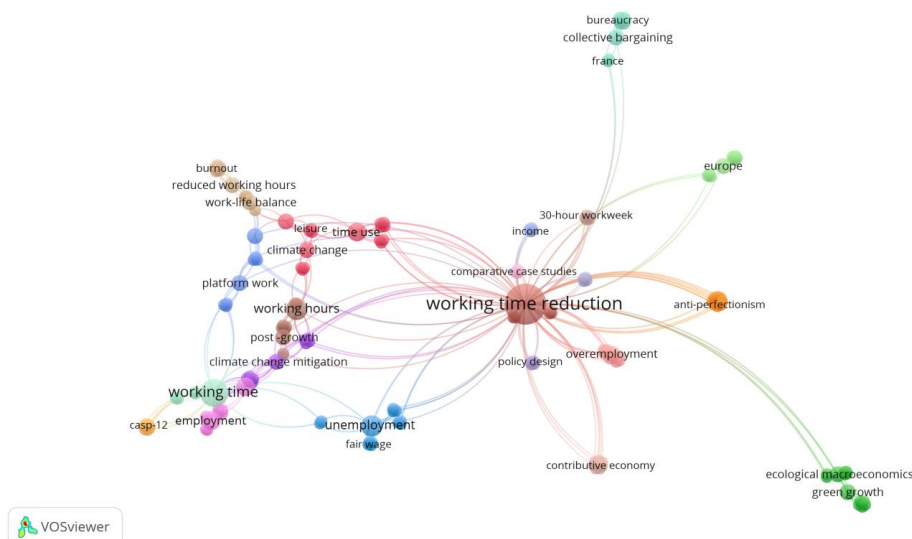 bureaucracy
collective bargaining
france
burnout
europe
reduced working hours
work-life balance
30-hour workweek
leisure
time use
income
climate change
comparative case studies
platform work
working time reduction
anti-perfectionism
working hours
post-growth
overemployment
climate change mitigation
policy design
working time
employment
casp-12
unemployment
fair wage
contributive economy
ecological macroeconomics
green growth
VOSviewer